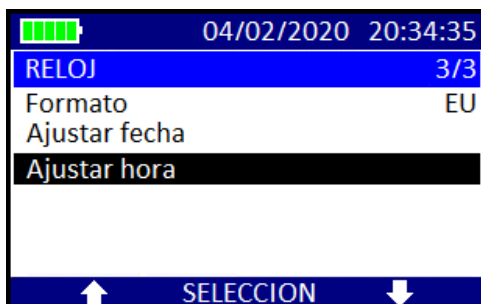 04/02/2020 20:34:35
RELOJ 3/3
Formato EU
Ajustar fecha
Ajustar hora
SELECCION